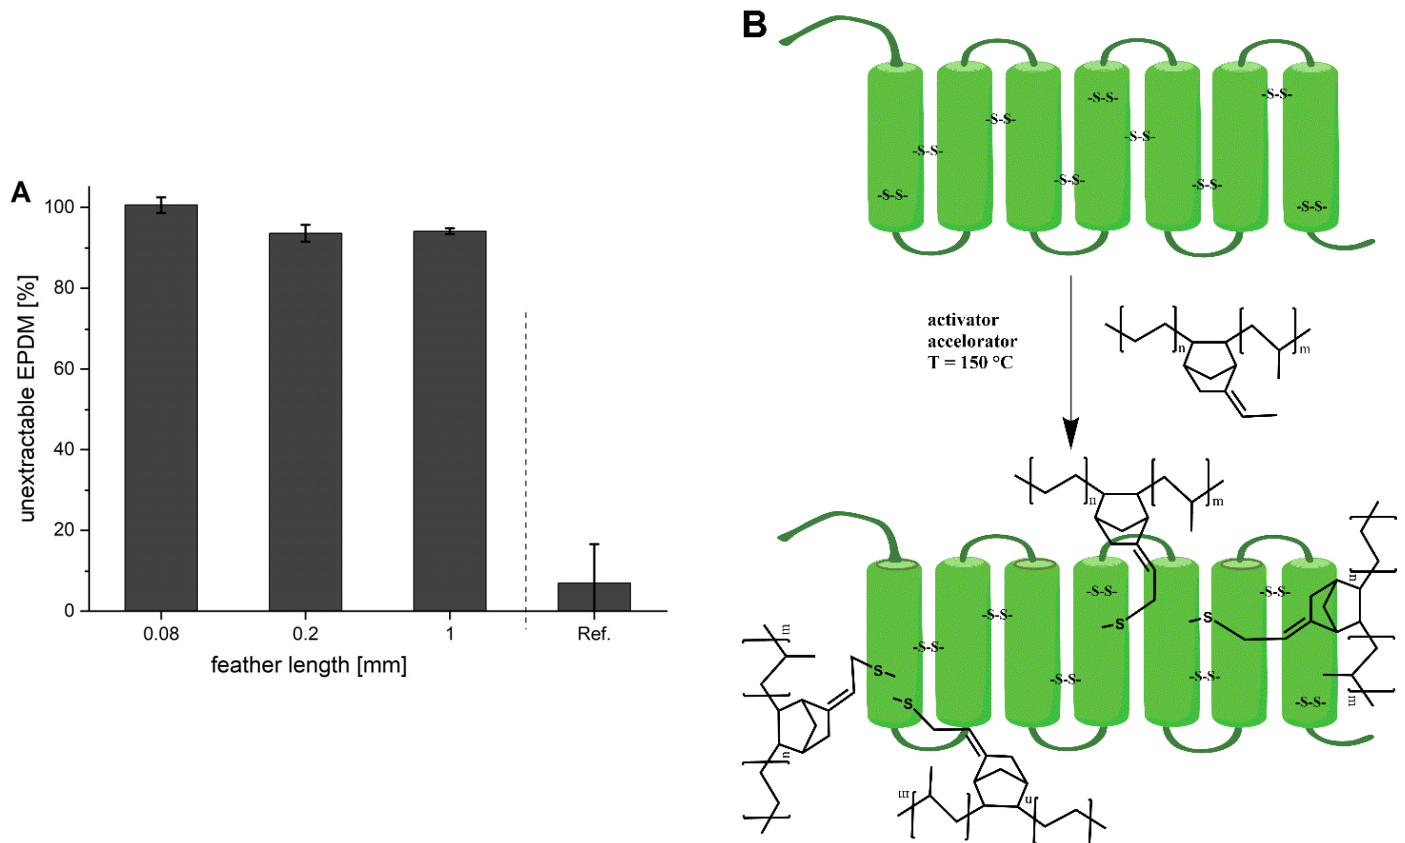 A
unextractable EPDM [%]
100
80
60
40
20
0
0.08
0.2
1
Ref.
feather length [mm]
B
-S-S-
-S-S-
-S-S-
-S-S-
-S-S-
-S-S-
-S-S-
-S-S-
-S-S-
activator
accelorator
T = 150 °C
n
m
n
m
-S-S-
-S-S-
-S-S-
S
S
n
-S-S-
-S-S-
-S-S-
S
S
-S-S-
m
m
n
m
n